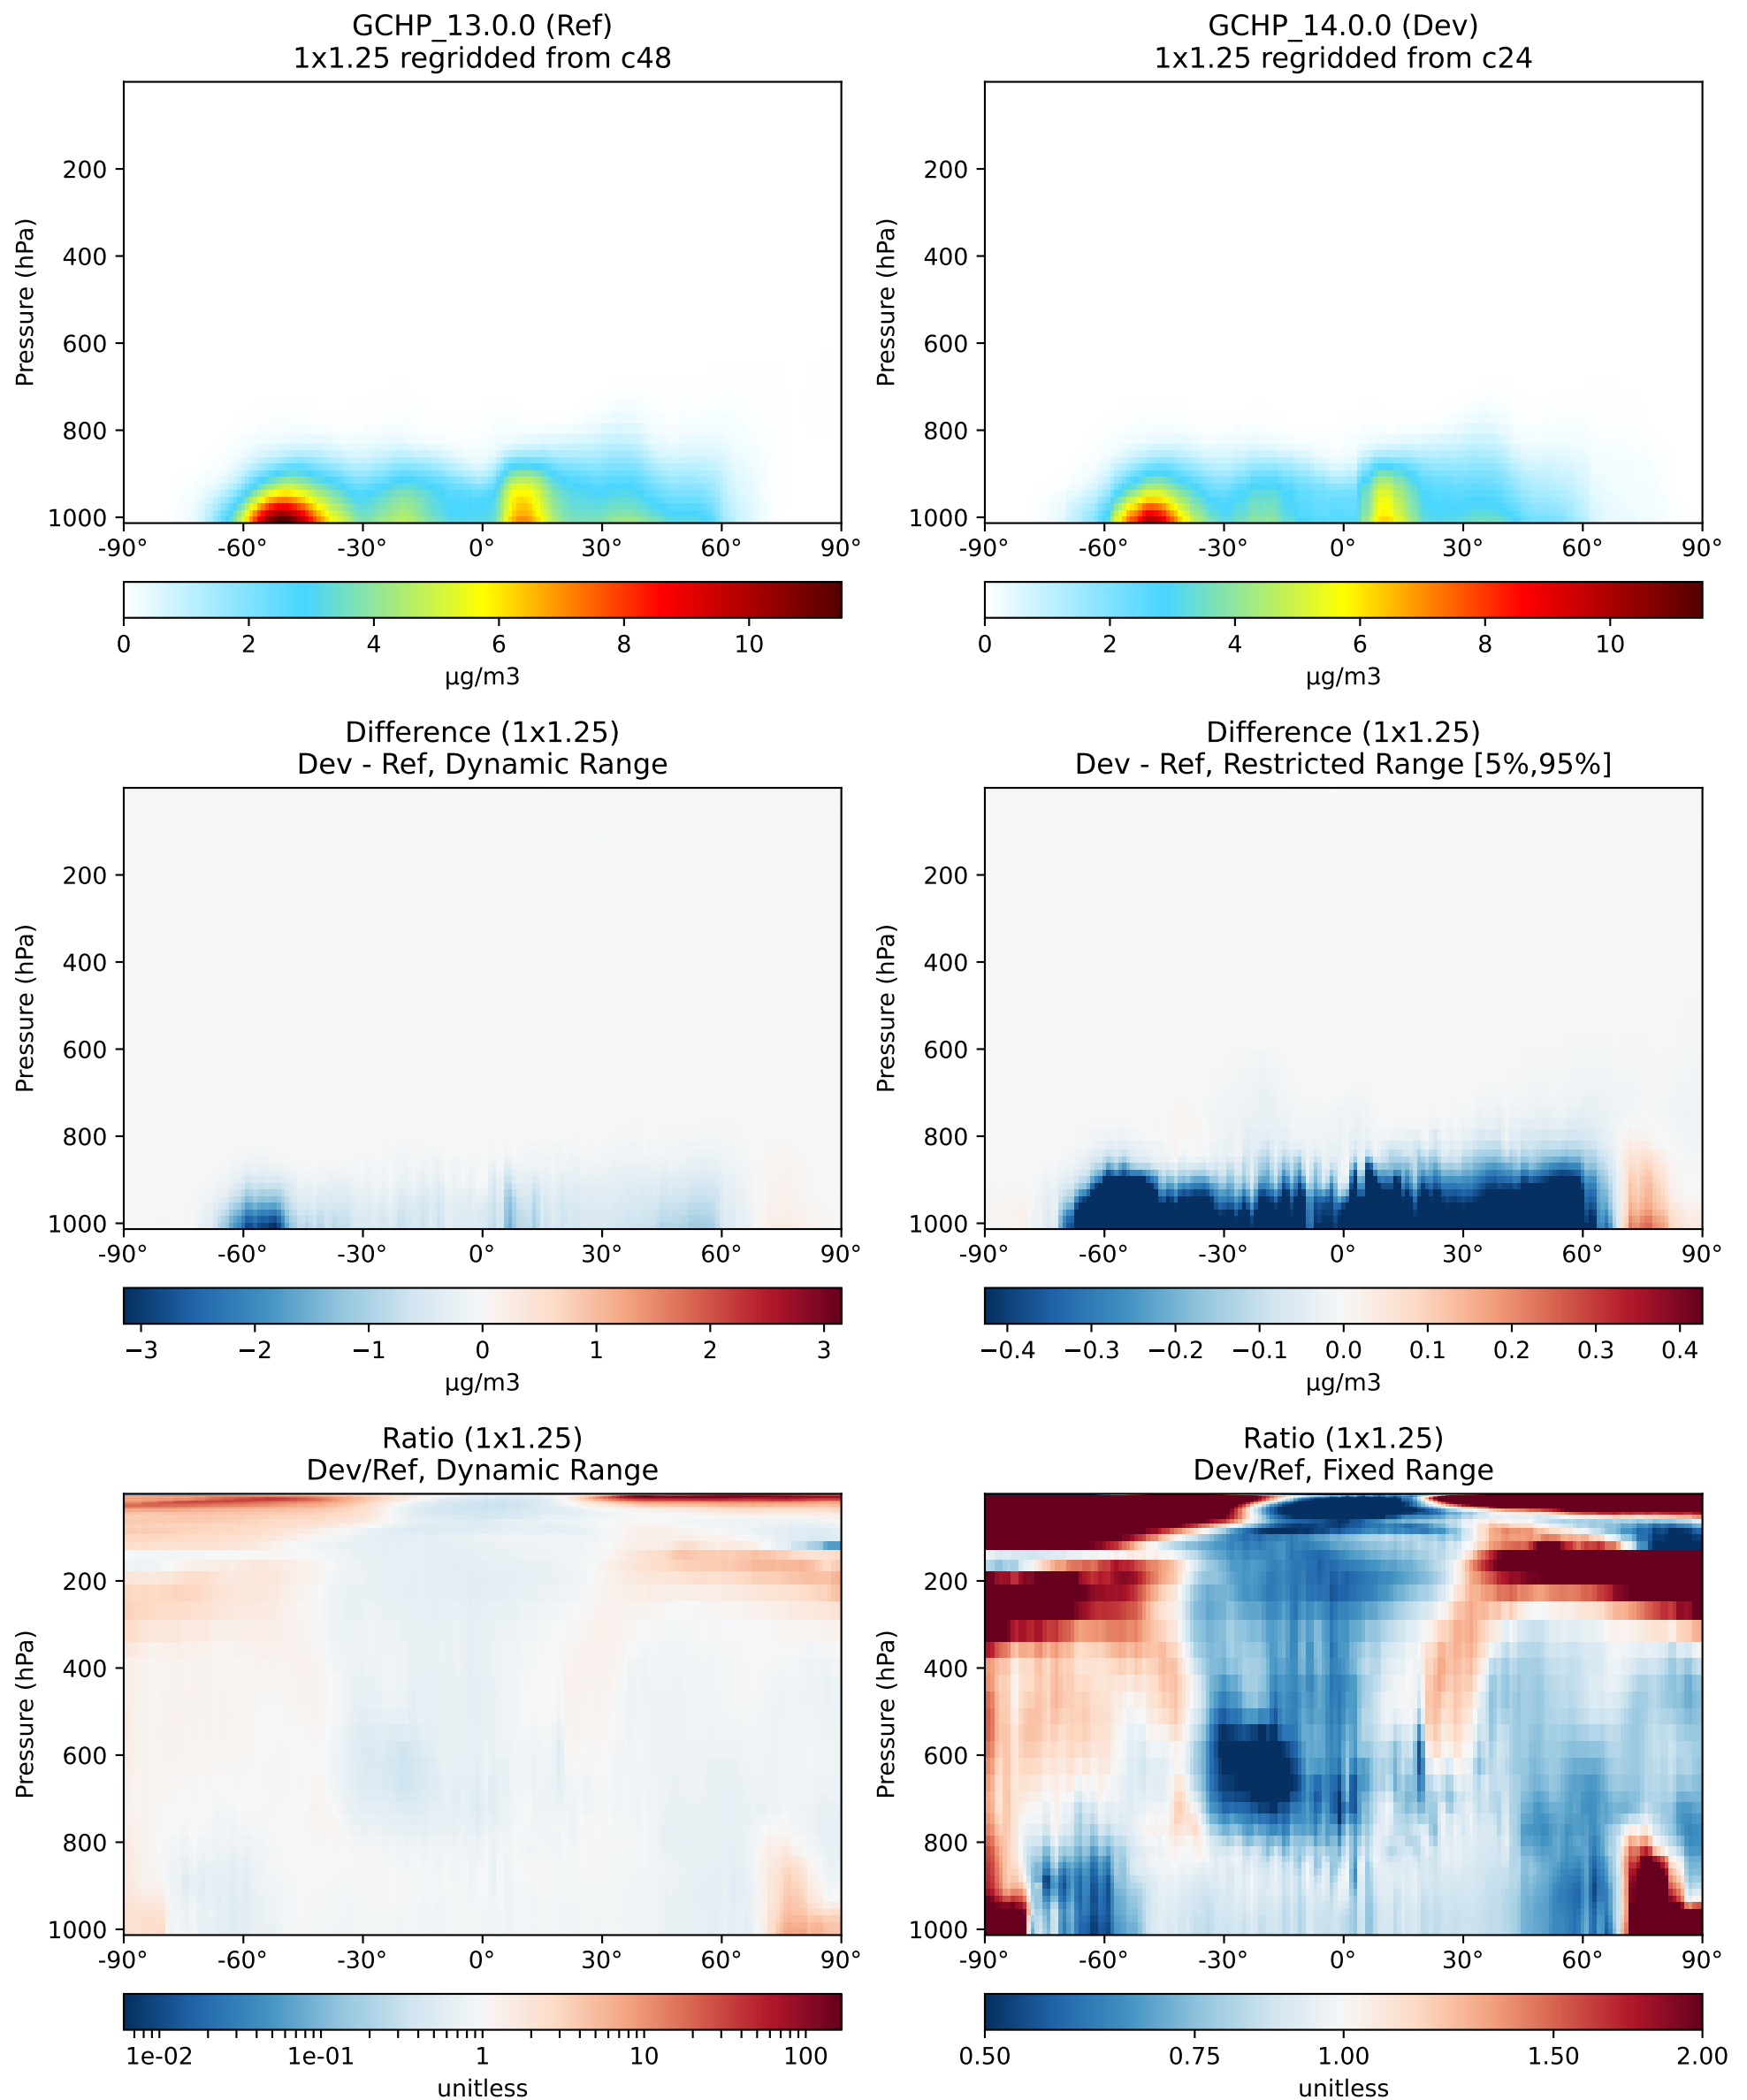 GCHP_13.0.0 (Ref)
1x1.25 regridded from c48
GCHP_14.0.0 (Dev)
1x1.25 regridded from c24
Pressure (hPa)
200
400
600
800
1000
-90° -60° -30° 0° 30° 60° 90°
0 2 4 6 8 10
μg/m3
Pressure (hPa)
200
400
600
800
1000
-90° -60° -30° 0° 30° 60° 90°
0 2 4 6 8 10
μg/m3
Difference (1x1.25)
Dev - Ref, Dynamic Range
Difference (1x1.25)
Dev - Ref, Restricted Range [5%,95%]
Pressure (hPa)
200
400
600
800
1000
-90° -60° -30° 0° 30° 60° 90°
−3 −2 −1 0 1 2 3
μg/m3
Pressure (hPa)
200
400
600
800
1000
-90° -60° -30° 0° 30° 60° 90°
−0.4 −0.3 −0.2 −0.1 0.0 0.1 0.2 0.3 0.4
μg/m3
Ratio (1x1.25)
Dev/Ref, Dynamic Range
Ratio (1x1.25)
Dev/Ref, Fixed Range
Pressure (hPa)
200
400
600
800
1000
-90° -60° -30° 0° 30° 60° 90°
1e-02 1e-01 1 10 100
unitless
Pressure (hPa)
200
400
600
800
1000
-90° -60° -30° 0° 30° 60° 90°
0.50 0.75 1.00 1.50 2.00
unitless